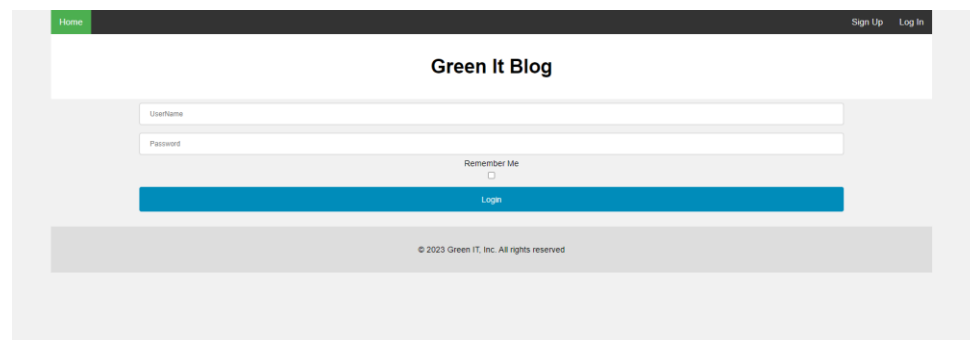 Home Sign Up Log In
Green It Blog
UserName
Password
Remember Me
Login
© 2023 Green IT, Inc. All rights reserved